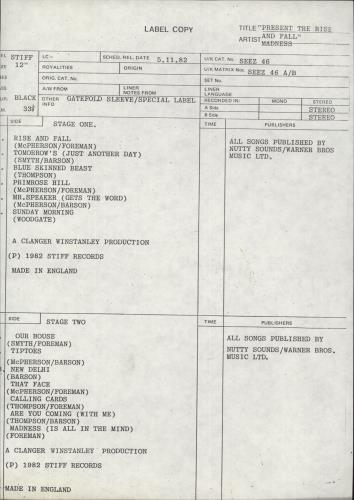 LABEL COPY
TITLE "PRESENT THE RISE
AND FALL"
ARTIST MADNESS
STIFF
LC—
SCHED. REL. DATE 5,11,82
U/K CAT. No. SEEZ 46
12"
ROYALTIES
ORIGIN
U/K MATRIX No. SEEZ 46 A/B
ORIG. CAT. No.
SET No.
LINER
NOTES FROM
LINER
LANGUAGE
BLACK
OTHER
INFO
GATEFOLD SLEEVE/SPECIAL LABEL
RECORDED IN:
MONO
STEREO
33⅓
A Side
STEREO
B Side
STEREO
SIDE
STAGE ONE.
TIME
PUBLISHERS
RISE AND FALL
(McPHERSON/FOREMAN)
TOMORROW'S (JUST ANOTHER DAY)
(SMYTH/BARSON)
BLUE SKINNED BEAST
(THOMPSON)
PRIMROSE HILL
(McPHERSON/FOREMAN)
MR.SPEAKER (GETS THE WORD)
(McPHERSON/BARSON)
SUNDAY MORNING
(WOODGATE)
ALL SONGS PUBLISHED BY
NUTTY SOUNDS/WARNER BROS
MUSIC LTD.
A CLANGER WINSTANLEY PRODUCTION
(P) 1982 STIFF RECORDS
MADE IN ENGLAND
SIDE
STAGE TWO
TIME
PUBLISHERS
OUR HOUSE
(SMYTH/FOREMAN)
TIPTOES
(McPHERSON/BARSON)
NEW DELHI
(BARSON)
THAT FACE
(McPHERSON/FOREMAN)
CALLING CARDS
(THOMPSON/FOREMAN)
ARE YOU COMING (WITH ME)
(THOMPSON/BARSON)
MADNESS (IS ALL IN THE MIND)
(FOREMAN)
ALL SONGS PUBLISHED BY
NUTTY SOUNDS/WARNER BROS.
MUSIC LTD.
A CLANGER WINSTANLEY PRODUCTION
(P) 1982 STIFF RECORDS
MADE IN ENGLAND